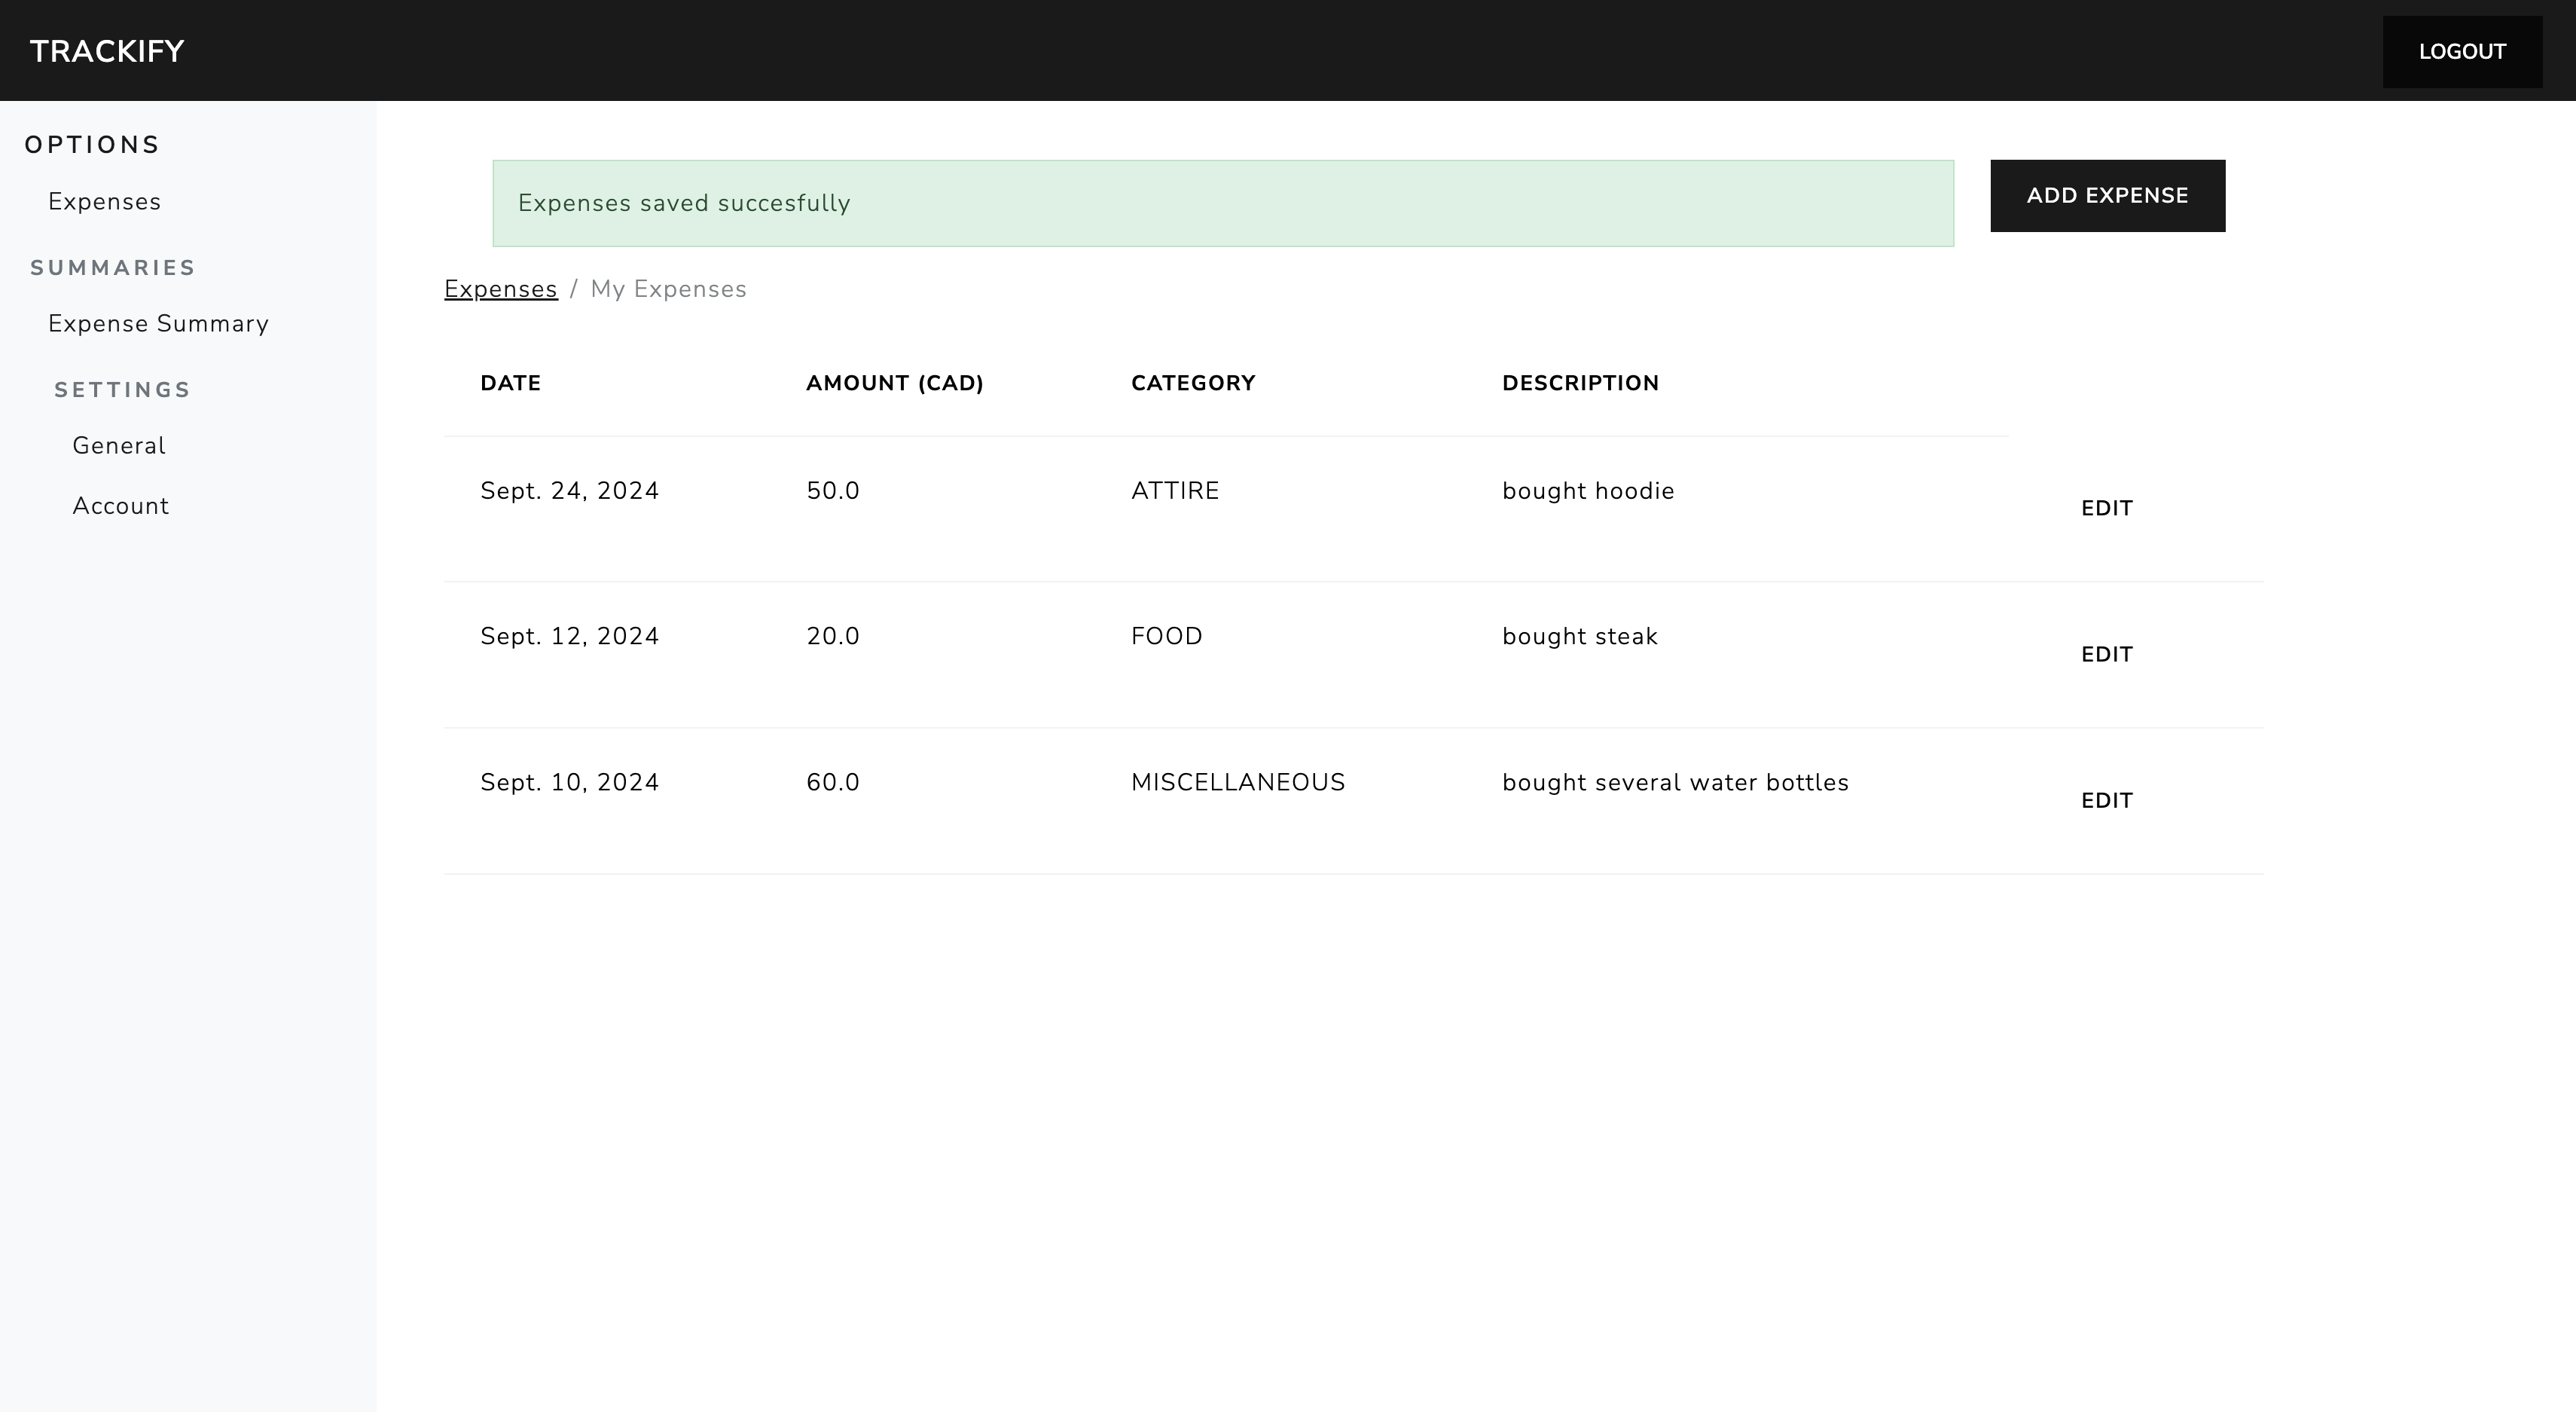 TRACKIFY
LOGOUT
OPTIONS
Expenses
SUMMARIES
Expense Summary
SETTINGS
General
Account
Expenses saved succesfully
ADD EXPENSE
Expenses / My Expenses
DATE AMOUNT (CAD) CATEGORY DESCRIPTION
Sept. 24, 2024 50.0 ATTIRE bought hoodie EDIT
Sept. 12, 2024 20.0 FOOD bought steak EDIT
Sept. 10, 2024 60.0 MISCELLANEOUS bought several water bottles EDIT